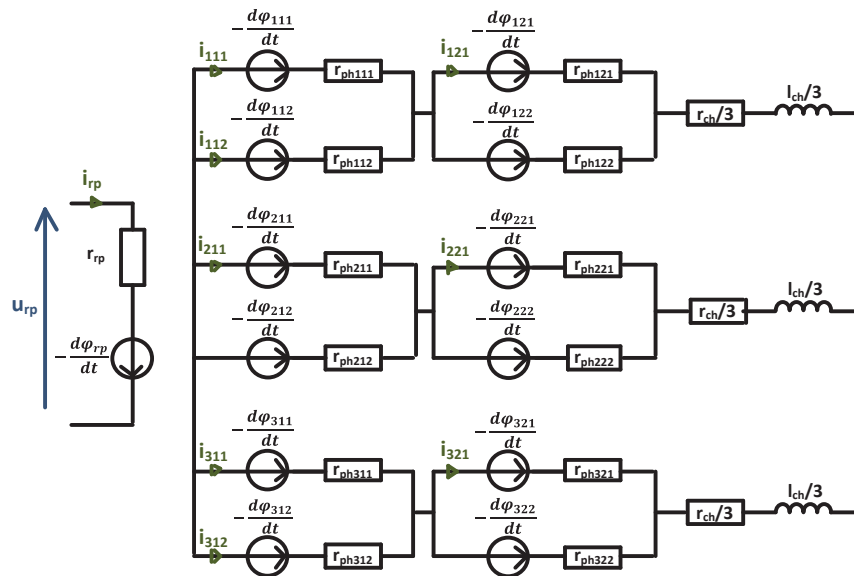 -dφ111/dt
-dφ121/dt
i111
i121
rph111
rph121
lch/3
-dφ112/dt
-dφ122/dt
rch/3
i112
rph112
rph122
irp
-dφ211/dt
-dφ221/dt
i211
i221
rrp
rph211
rph221
lch/3
urp
-dφ212/dt
-dφ222/dt
rch/3
-dφrp/dt
rph212
rph222
-dφ311/dt
-dφ321/dt
i311
i321
rph311
rph321
lch/3
-dφ312/dt
-dφ322/dt
rch/3
i312
rph312
rph322